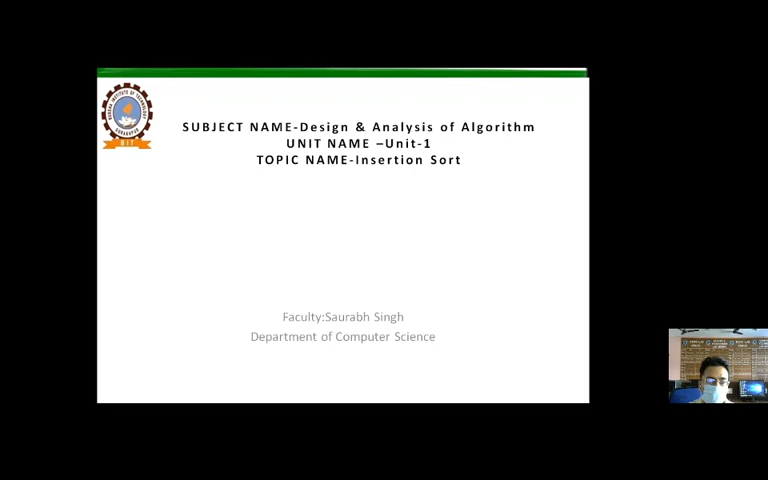 SUBJECT NAME-Design & Analysis of Algorithm
UNIT NAME –Unit-1
TOPIC NAME-Insertion Sort
BIT
Faculty:Saurabh Singh
Department of Computer Science